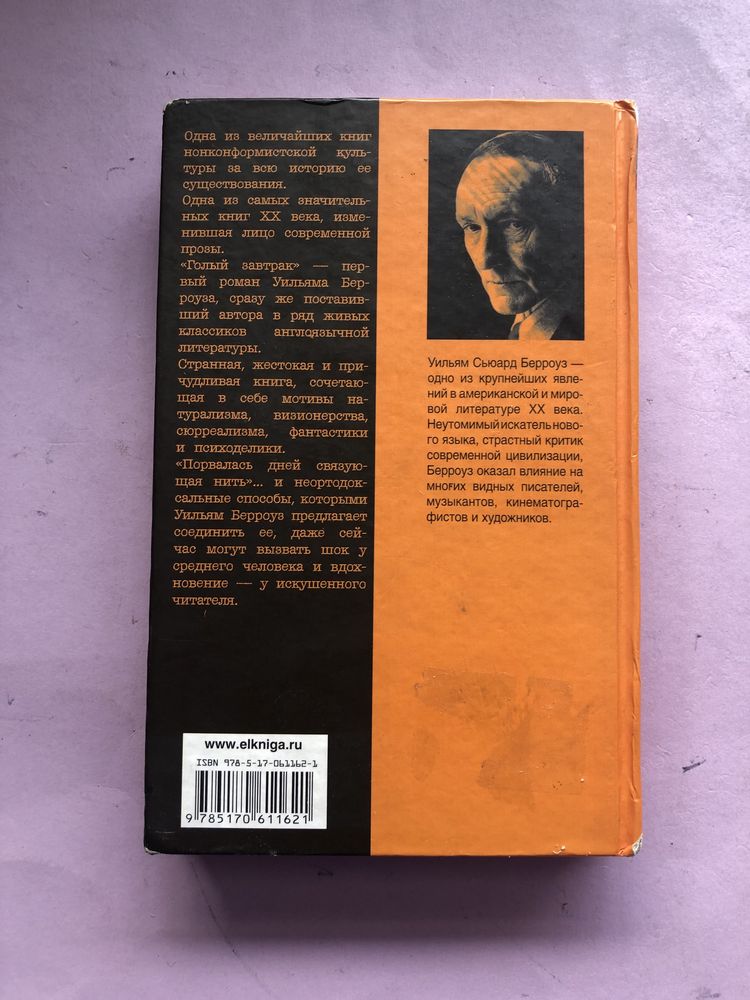 Одна из величайших книг
нонконформистской куль-
туры за всю историю ее
существования.
Одна из самых значитель-
ных книг XX века, изме-
нившая лицо современной
прозы.
«Голый завтрак» — пер-
вый роман Уильяма Бер-
роуза, сразу же поставив-
ший автора в ряд живых
классиков англоязычной
литературы.
Странная, жестокая и при-
чудливая книга, сочетаю-
щая в себе мотивы на-
турализма, визионерства,
сюрреализма, фантастики
и психоделики.
«Порвалась дней связую-
щая нить»... и неортодок-
сальные способы, которыми
Уильям Берроуз предлагает
соединить ее, даже сей-
час могут вызвать шок у
среднего человека и вдох-
новение — у искушенного
читателя.
Уильям Сьюард Берроуз —
одно из крупнейших явле-
ний в американской и миро-
вой литературе XX века.
Неутомимый искатель ново-
го языка, страстный критик
современной цивилизации,
Берроуз оказал влияние на
многих видных писателей,
музыкантов, кинематогра-
фистов и художников.
www.elkniga.ru
ISBN 978-5-17-061162-1
9 785170 611621